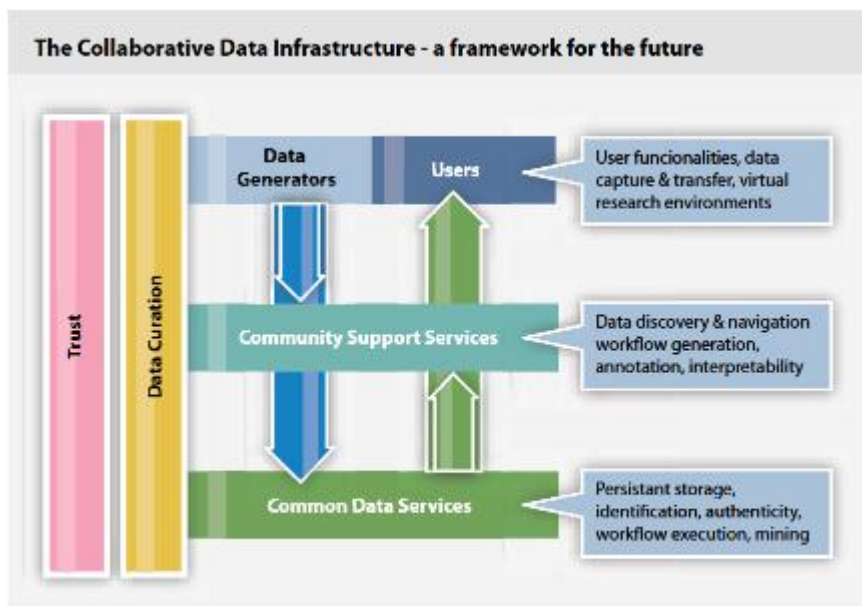 The Collaborative Data Infrastructure - a framework for the future
Trust
Data Curation
Data
Generators
Users
User funcionalities, data
capture & transfer, virtual
research environments
Community Support Services
Data discovery & navigation
workflow generation,
annotation, interpretability
Common Data Services
Persistant storage,
identification, authenticity,
workflow execution, mining